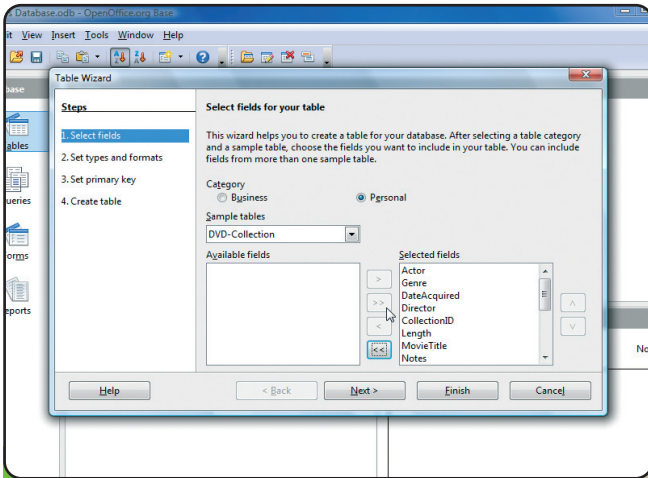 s Database.odb - OpenOffice.org Base
it View Insert Tools Window Help
Table Wizard
Steps
1. Select fields
2. Set types and formats
3. Set primary key
4. Create table
Select fields for your table
This wizard helps you to create a table for your database. After selecting a table category
and a sample table, choose the fields you want to include in your table. You can include
fields from more than one sample table.
Category
Business Personal
Sample tables
DVD-Collection
Available fields
Selected fields
Actor
Genre
DateAcquired
Director
CollectionID
Length
MovieTitle
Notes
>
>>
<
<<
Help < Back Next > Finish Cancel
base
ables
ueries
orms
eports
No